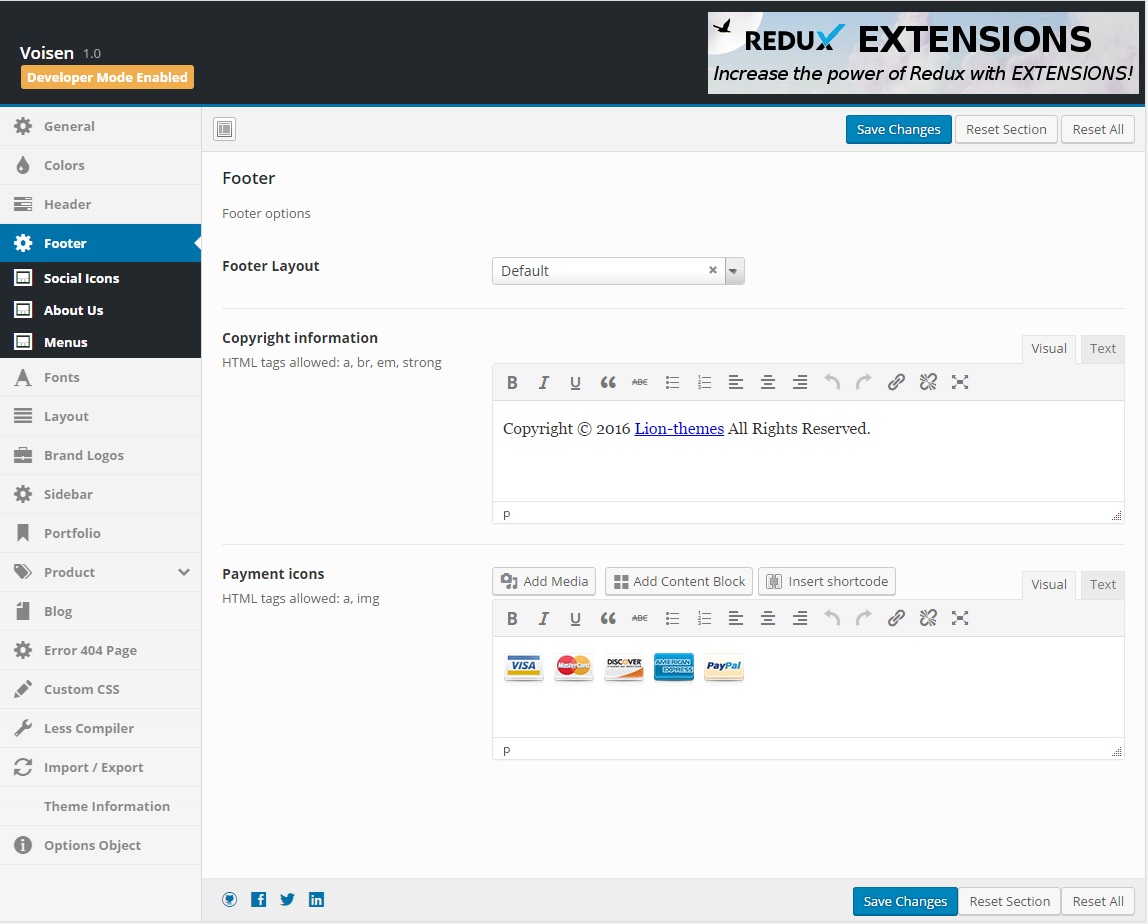 Voisen 1.0
Developer Mode Enabled
REDUX EXTENSIONS
Increase the power of Redux with EXTENSIONS!
General
Colors
Header
Footer
Social Icons
About Us
Menus
Fonts
Layout
Brand Logos
Sidebar
Portfolio
Product
Blog
Error 404 Page
Custom CSS
Less Compiler
Import / Export
Theme Information
Options Object
Save Changes Reset Section Reset All
Footer
Footer options
Footer Layout
Default
Copyright information
HTML tags allowed: a, br, em, strong
Visual Text
B I U ABC
Copyright © 2016 Lion-themes All Rights Reserved.
p
Payment icons
HTML tags allowed: a, img
Add Media Add Content Block Insert shortcode
Visual Text
B I U ABC
VISA MasterCard DISCOVER AMERICAN EXPRESS PayPal
p
Save Changes Reset Section Reset All